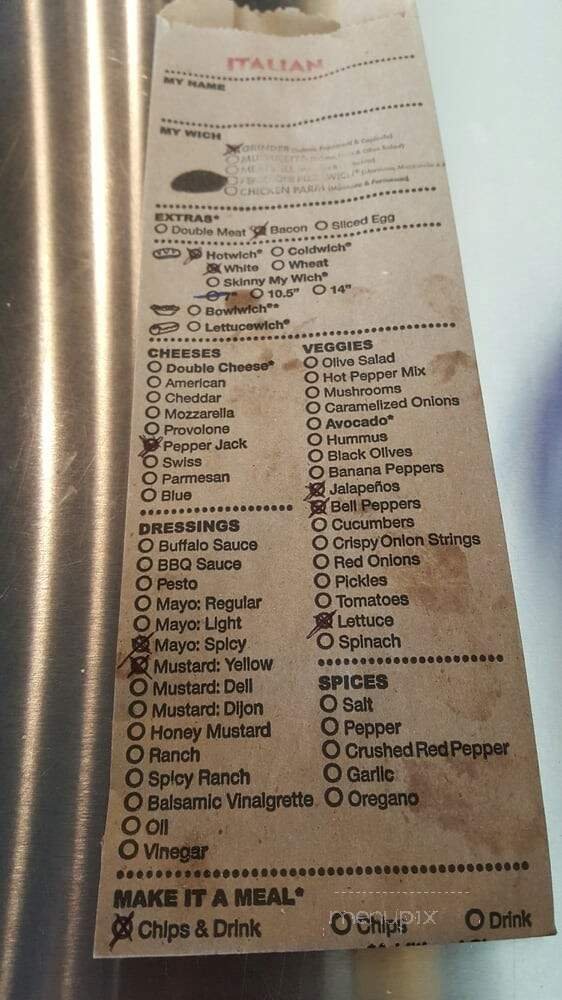 ITALIAN
MY NAME
MY WICH
GRINDER
CHICKEN PARM
EXTRAS*
Double Meat Bacon Sliced Egg
Hotwich® Coldwich®
White Wheat
Skinny My Wich®
7" 10.5" 14"
Bowlwich®*
Lettucewich®
CHEESES
Double Cheese*
American
Cheddar
Mozzarella
Provolone
Pepper Jack
Swiss
Parmesan
Blue
DRESSINGS
Buffalo Sauce
BBQ Sauce
Pesto
Mayo: Regular
Mayo: Light
Mayo: Spicy
Mustard: Yellow
Mustard: Deli
Mustard: Dijon
Honey Mustard
Ranch
Spicy Ranch
Balsamic Vinaigrette
Oil
Vinegar
VEGGIES
Olive Salad
Hot Pepper Mix
Mushrooms
Caramelized Onions
Avocado*
Hummus
Black Olives
Banana Peppers
Jalapeños
Bell Peppers
Cucumbers
Crispy Onion Strings
Red Onions
Pickles
Tomatoes
Lettuce
Spinach
SPICES
Salt
Pepper
Crushed Red Pepper
Garlic
Oregano
MAKE IT A MEAL*
Chips & Drink Chips Drink
menupix